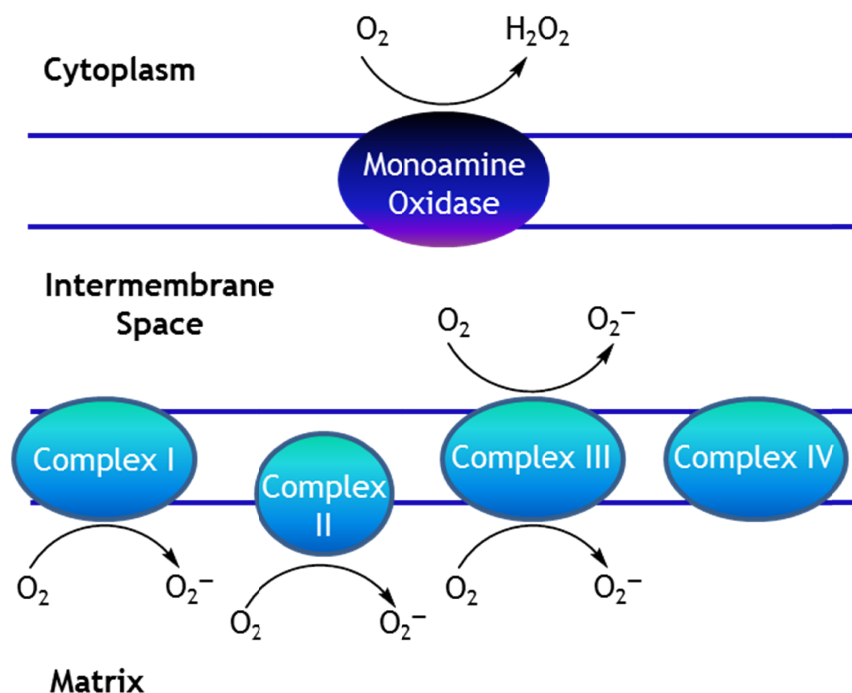 O₂ H₂O₂
Cytoplasm
Monoamine
Oxidase
Intermembrane
Space
O₂ O₂⁻
Complex I
Complex
II
Complex III
Complex IV
O₂ O₂⁻
O₂ O₂⁻
O₂ O₂⁻
Matrix